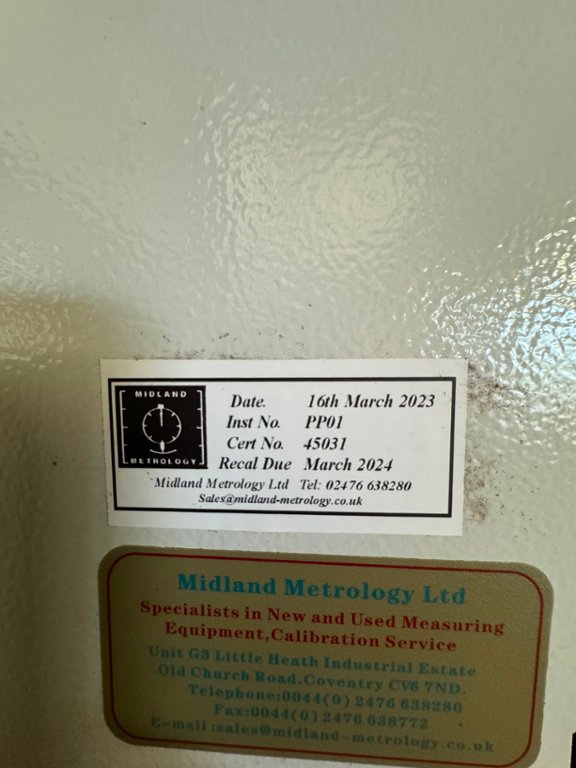 MIDLAND
METROLOGY
Date. 16th March 2023
Inst No. PP01
Cert No. 45031
Recal Due March 2024
Midland Metrology Ltd Tel: 02476 638280
Sales@midland-metrology.co.uk
Midland Metrology Ltd
Specialists in New and Used Measuring
Equipment,Calibration Service
Unit G3 Little Heath Industrial Estate
Old Church Road.Coventry CV6 7ND.
Telephone:0044(0) 2476 638280
Fax:0044(0) 2476 638772
E-mail:sales@midland-metrology.co.uk